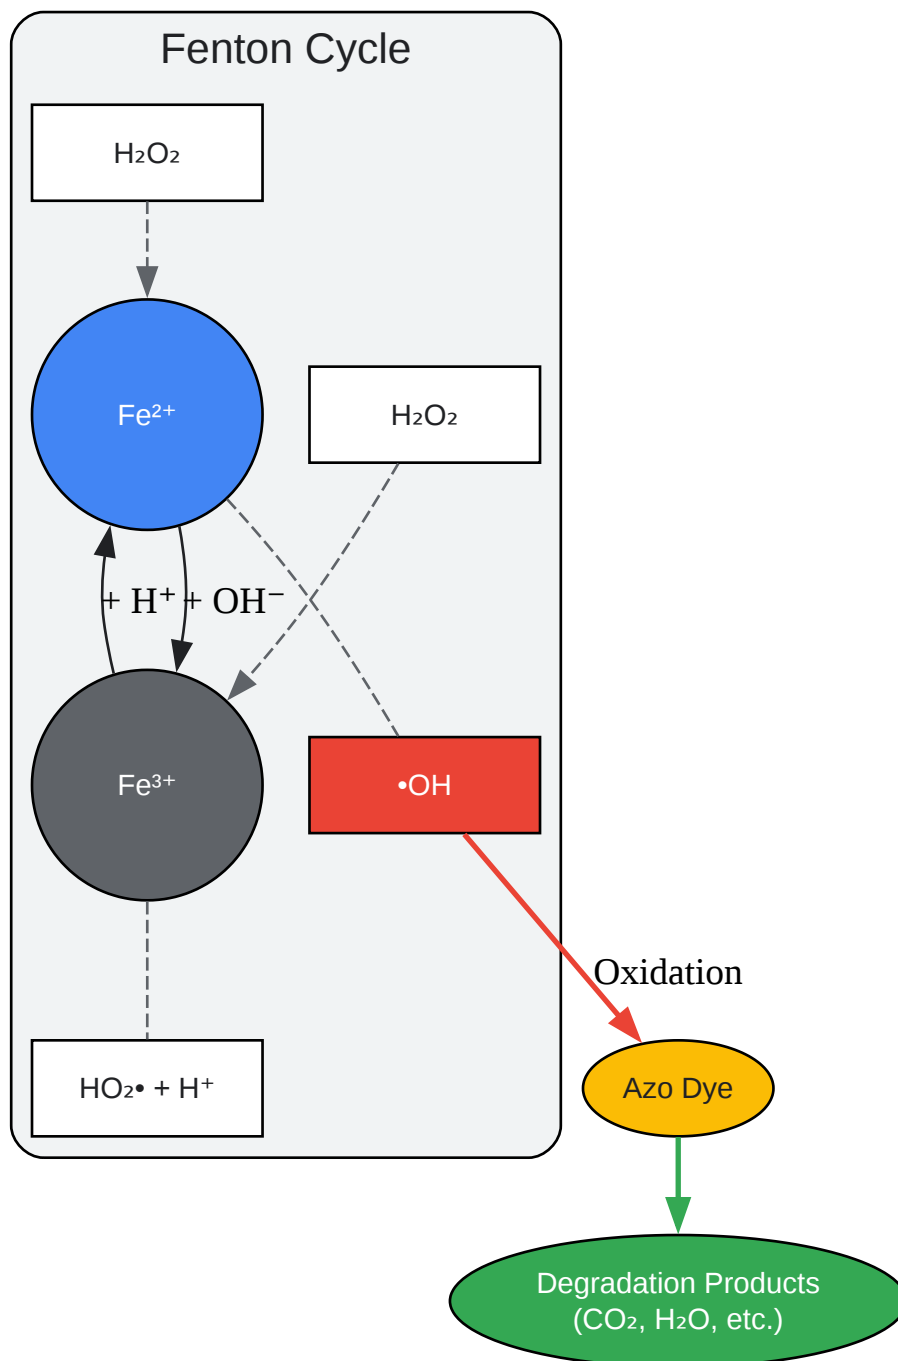 Fenton Cycle
H₂O₂
Fe²⁺
H₂O₂
+ H⁺
+ OH⁻
Fe³⁺
•OH
Oxidation
HO₂• + H⁺
Azo Dye
Degradation Products
(CO₂, H₂O, etc.)